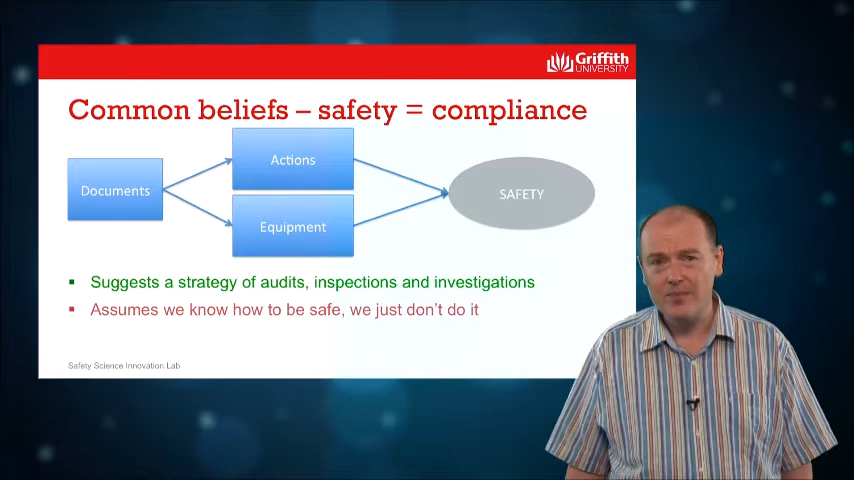 Griffith
UNIVERSITY
Common beliefs – safety = compliance
Documents
Actions
Equipment
SAFETY
▪ Suggests a strategy of audits, inspections and investigations
▪ Assumes we know how to be safe, we just don't do it
Safety Science Innovation Lab